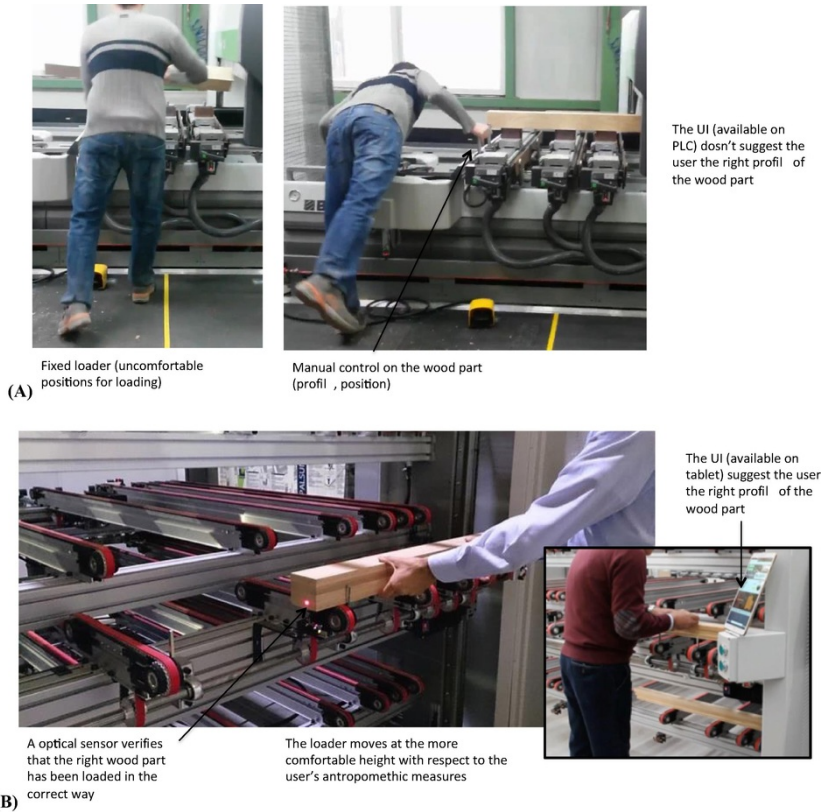 The UI (available on
PLC) dosn't suggest the
user the right profil of
the wood part
Fixed loader (uncomfortable
positions for loading)
Manual control on the wood part
(profil , position)
(A)
The UI (available on
tablet) suggest the user
the right profil of the
wood part
A optical sensor verifies
that the right wood part
has been loaded in the
correct way
The loader moves at the more
comfortable height with respect to the
user's antropomethic measures
B)